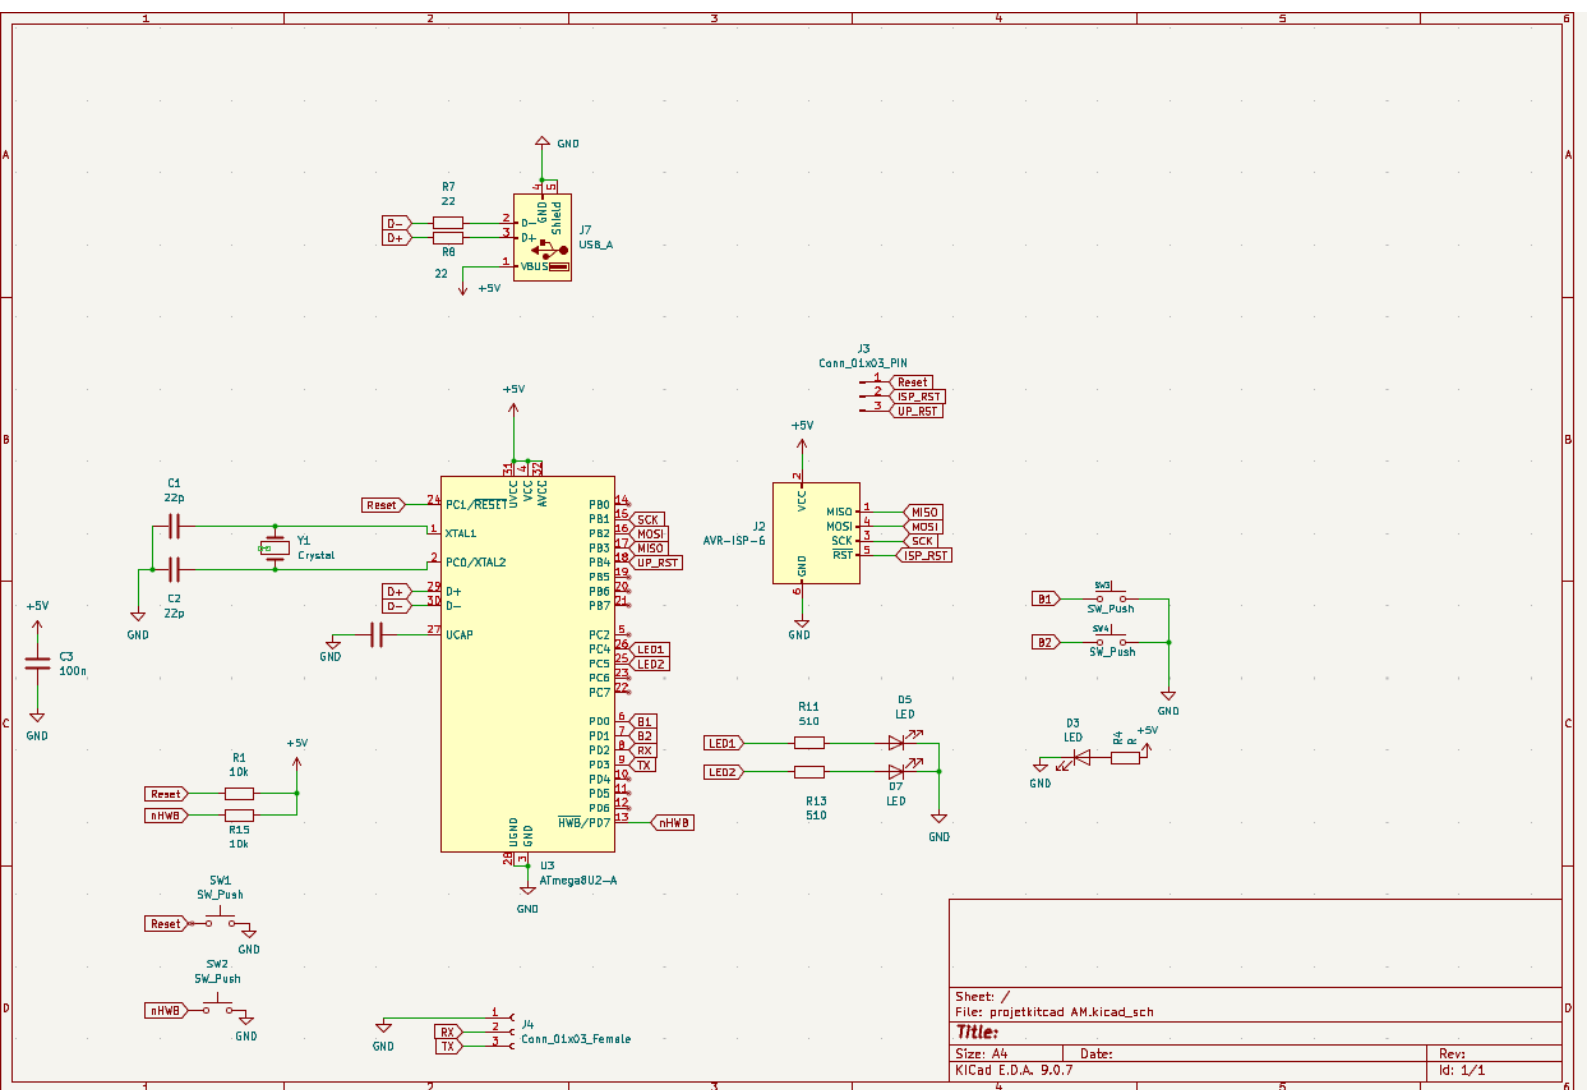 1 2 3 4 5 6
A A
GND
R7
22
4 5
GND
Shield
D- 2 D-
D+ 3 D+
J7
USB_A
R8
22
1 VBUS
+5V
J3
Conn_01x03_PIN
1 Reset
2 ISP_RST
3 UP_RST
+5V
B B
+5V
31 4 32
UVCC
VCC
AVCC
C1
22p
Reset 24 PC1/RESET
1 XTAL1
Y1
Crystal
2 PC0/XTAL2
C2
22p
GND
D+ 29 D+
D- 30 D-
27 UCAP
GND
PB0 14
PB1 15 SCK
PB2 16 MOSI
PB3 17 MISO
PB4 18 UP_RST
PB5 19
PB6 20
PB7 21
PC2 5
PC4 26 LED1
PC5 25 LED2
PC6 23
PC7 22
PD0 6 B1
PD1 7 B2
PD2 8 RX
PD3 9 TX
PD4 10
PD5 11
PD6 12
HWB/PD7 13 nHWB
UGND
GND
28 3
U3
ATmega8U2-A
GND
2
VCC
J2
AVR-ISP-6
MISO 1 MISO
MOSI 4 MOSI
SCK 3 SCK
RST 5 ISP_RST
GND
6
GND
SW3
B1 SW_Push
SW4
B2 SW_Push
GND
+5V
C3
100n
GND
C C
+5V
R1
10k
Reset
nHWB
R15
10k
R11
510
D5
LED
LED1
LED2
D7
LED
R13
510
GND
D3
LED
R4
R
+5V
GND
SW1
SW_Push
Reset
GND
SW2
SW_Push
nHWB
GND
D D
GND
1
RX 2
TX 3
J4
Conn_01x03_Female
Sheet: /
File: projetkitcad AM.kicad_sch
Title:
Size: A4 Date: Rev:
KiCad E.D.A. 9.0.7 Id: 1/1
1 2 3 4 5 6